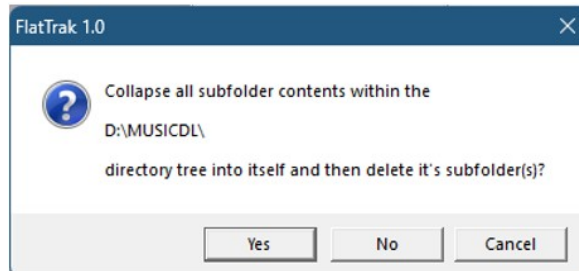 FlatTrak 1.0
Collapse all subfolder contents within the
D:\MUSICDL\
directory tree into itself and then delete it's subfolder(s)?
Yes No Cancel